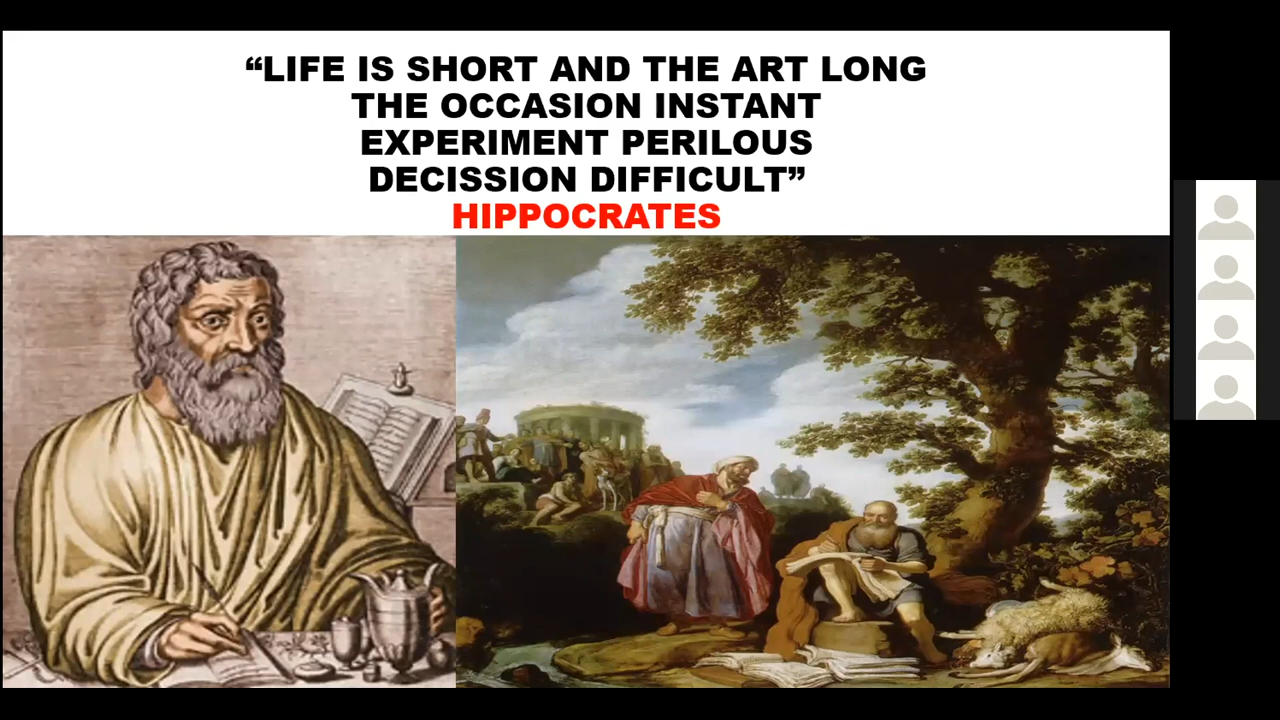 “LIFE IS SHORT AND THE ART LONG
THE OCCASION INSTANT
EXPERIMENT PERILOUS
DECISSION DIFFICULT”
HIPPOCRATES